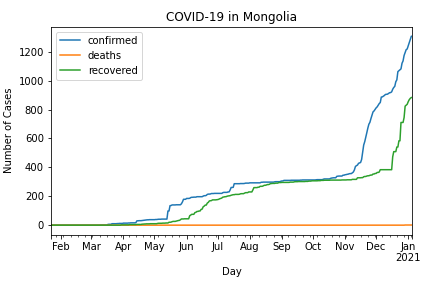 COVID-19 in Mongolia
confirmed
deaths
recovered
Number of Cases
1200
1000
800
600
400
200
0
Feb Mar Apr May Jun Jul Aug Sep Oct Nov Dec Jan
2021
Day